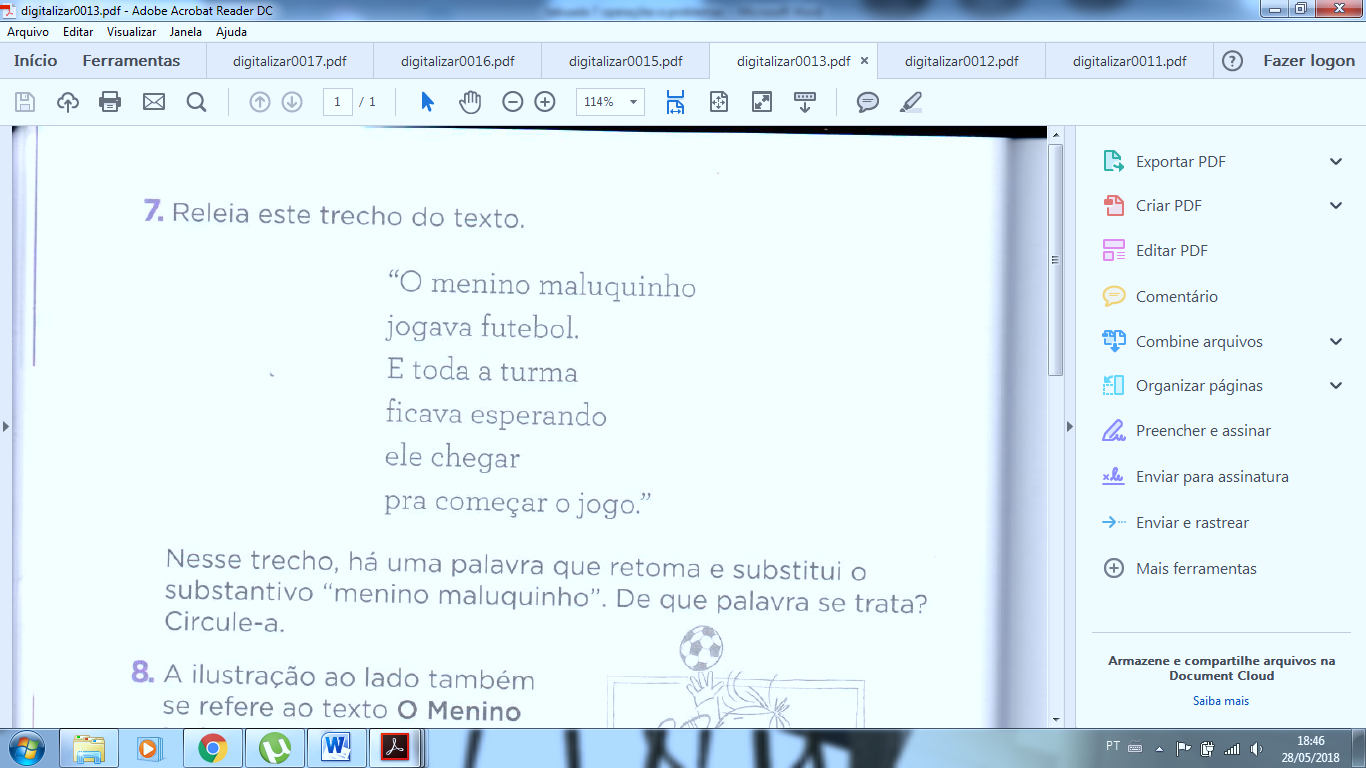 digitalizar0013.pdf - Adobe Acrobat Reader DC
Arquivo Editar Visualizar Janela Ajuda
Início Ferramentas digitalizar0017.pdf digitalizar0016.pdf digitalizar0015.pdf digitalizar0013.pdf digitalizar0012.pdf digitalizar0011.pdf Fazer logon
1 / 1 114%
7. Releia este trecho do texto.
“O menino maluquinho
jogava futebol.
E toda a turma
ficava esperando
ele chegar
pra começar o jogo.”
Nesse trecho, há uma palavra que retoma e substitui o
substantivo “menino maluquinho”. De que palavra se trata?
Circule-a.
8. A ilustração ao lado também
se refere ao texto O Menino
Exportar PDF
Criar PDF
Editar PDF
Comentário
Combine arquivos
Organizar páginas
Preencher e assinar
Enviar para assinatura
Enviar e rastrear
Mais ferramentas
Armazene e compartilhe arquivos na
Document Cloud
Saiba mais
PT 18:46
28/05/2018